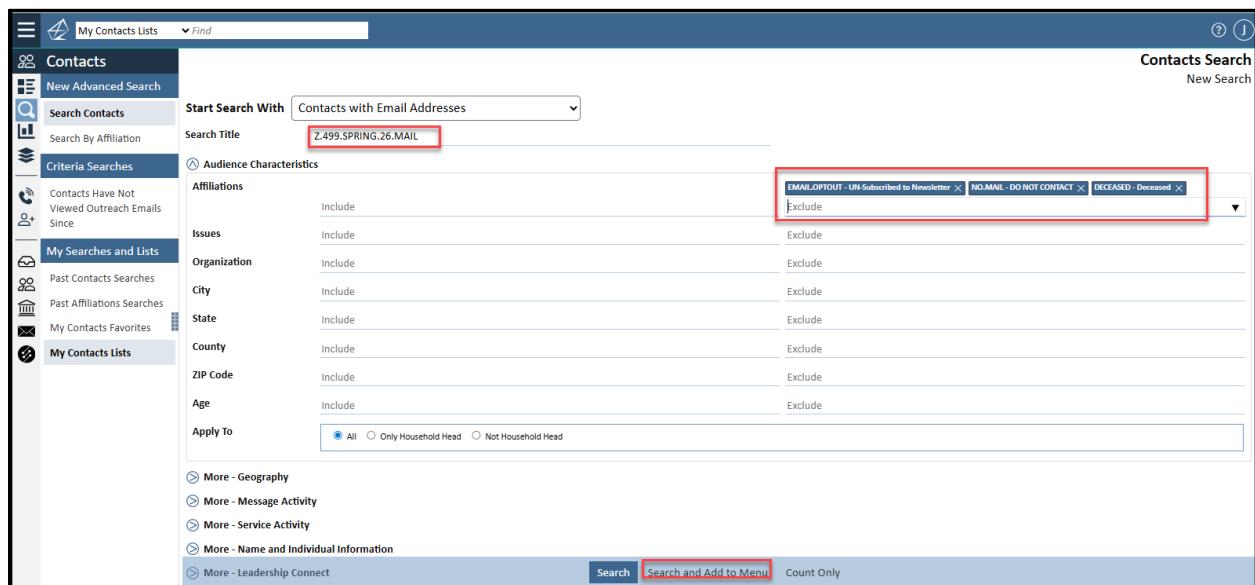 My Contacts Lists Find J
Contacts
Contacts Search
New Search
New Advanced Search
Search Contacts
Search By Affiliation
Criteria Searches
Contacts Have Not
Viewed Outreach Emails
Since
My Searches and Lists
Past Contacts Searches
Past Affiliations Searches
My Contacts Favorites
My Contacts Lists
Start Search With Contacts with Email Addresses
Search Title Z.499.SPRING.26.MAIL
Audience Characteristics
Affiliations EMAIL.OPTOUT - UN-Subscribed to Newsletter X NO.MAIL - DO NOT CONTACT X DECEASED - Deceased X
Include Exclude
Issues Include Exclude
Organization Include Exclude
City Include Exclude
State Include Exclude
County Include Exclude
ZIP Code Include Exclude
Age Include Exclude
Apply To All Only Household Head Not Household Head
More - Geography
More - Message Activity
More - Service Activity
More - Name and Individual Information
More - Leadership Connect Search Search and Add to Menu Count Only